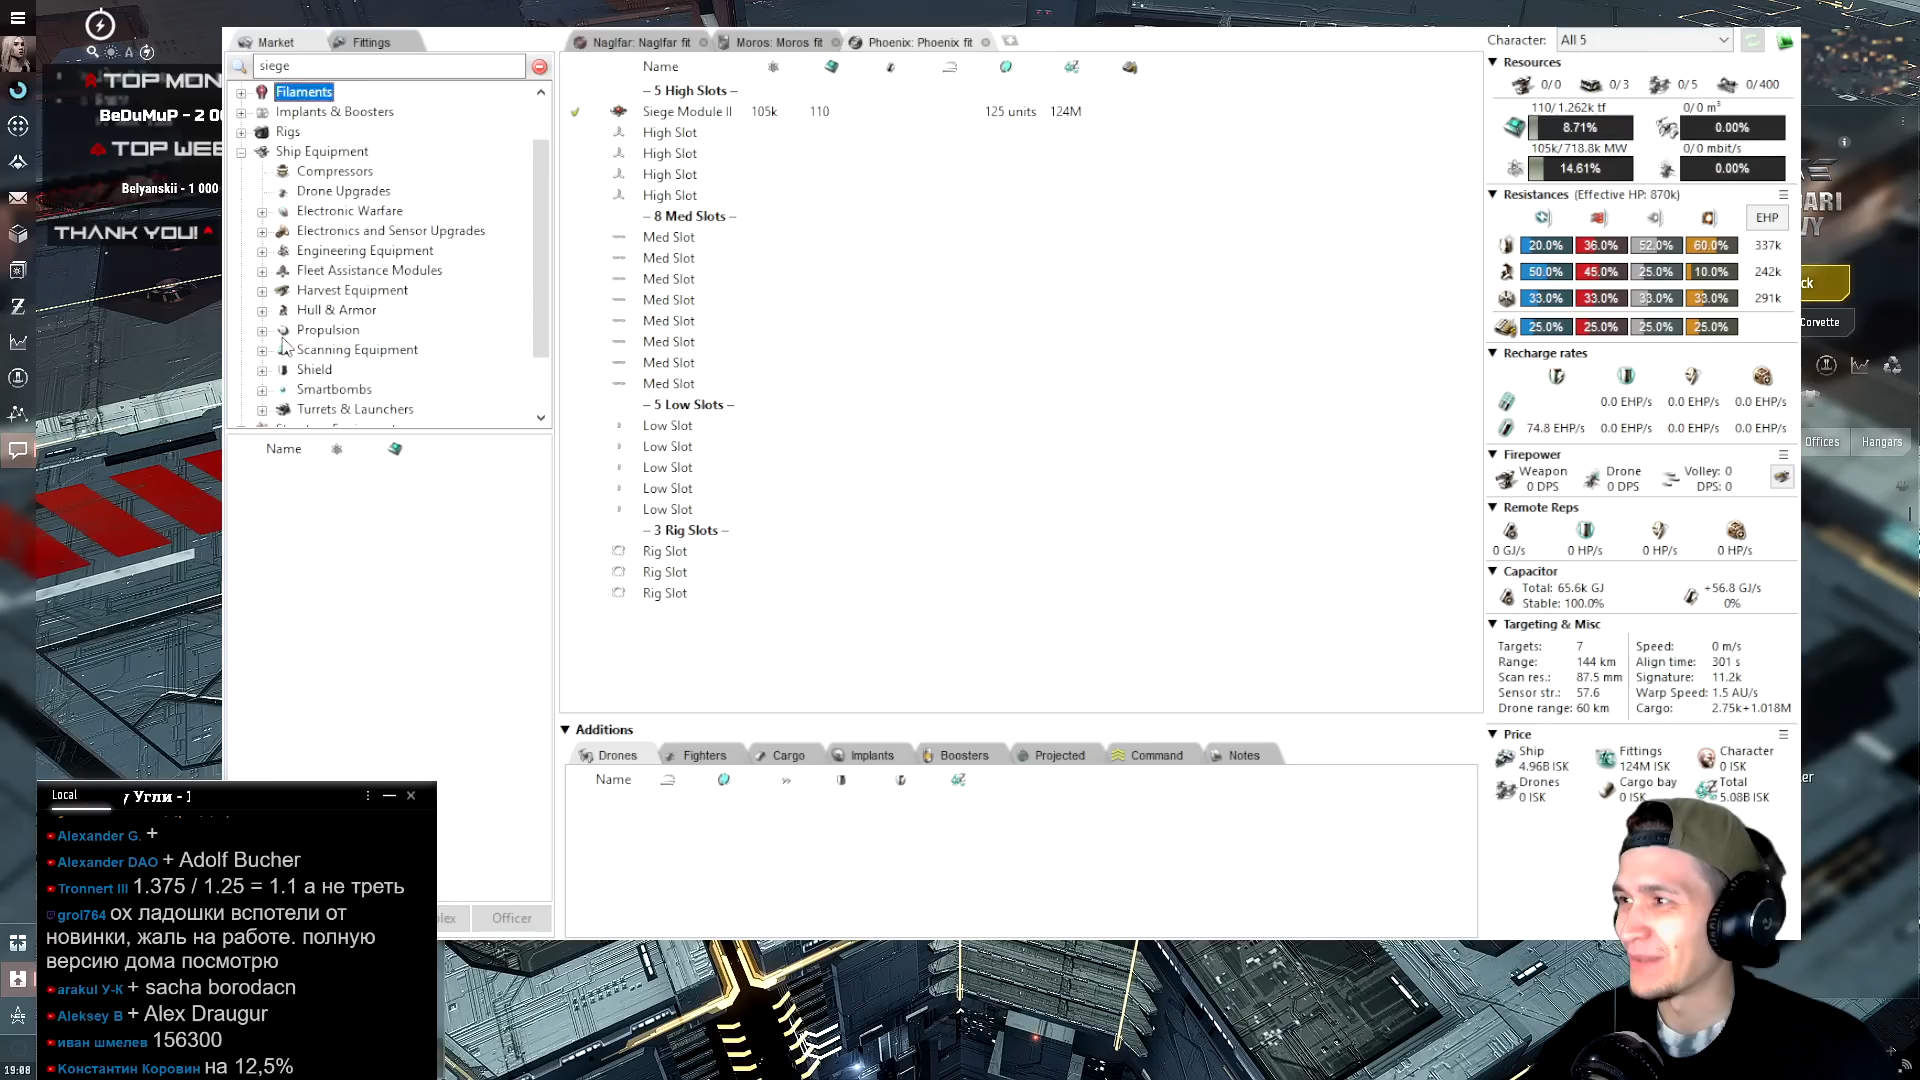 TOP MON
BeDuMuP - 2 0
TOP WEE
Belyanskii - 1 000
THANK YOU!
Market
Fittings
siege
Filaments
Implants & Boosters
Rigs
Ship Equipment
Compressors
Drone Upgrades
Electronic Warfare
Electronics and Sensor Upgrades
Engineering Equipment
Fleet Assistance Modules
Harvest Equipment
Hull & Armor
Propulsion
Scanning Equipment
Shield
Smartbombs
Turrets & Launchers
Name
Officer
Naglfar: Naglfar fit
Moros: Moros fit
Phoenix: Phoenix fit
Name
– 5 High Slots –
Siege Module II 105k 110 125 units 124M
High Slot
High Slot
High Slot
High Slot
– 8 Med Slots –
Med Slot
Med Slot
Med Slot
Med Slot
Med Slot
Med Slot
Med Slot
Med Slot
– 5 Low Slots –
Low Slot
Low Slot
Low Slot
Low Slot
Low Slot
– 3 Rig Slots –
Rig Slot
Rig Slot
Rig Slot
Additions
Drones
Fighters
Cargo
Implants
Boosters
Projected
Command
Notes
Name
Character: All 5
Resources
0/0 0/3 0/5 0/400
110/1.262k tf 0/0 m³
8.71% 0.00%
105k/718.8k MW 0/0 mbit/s
14.61% 0.00%
Resistances (Effective HP: 870k)
EHP
20.0% 36.0% 52.0% 60.0% 337k
50.0% 45.0% 25.0% 10.0% 242k
33.0% 33.0% 33.0% 33.0% 291k
25.0% 25.0% 25.0% 25.0%
Recharge rates
0.0 EHP/s 0.0 EHP/s 0.0 EHP/s
74.8 EHP/s 0.0 EHP/s 0.0 EHP/s 0.0 EHP/s
Firepower
Weapon Drone Volley: 0
0 DPS 0 DPS DPS: 0
Remote Reps
0 GJ/s 0 HP/s 0 HP/s 0 HP/s
Capacitor
Total: 65.6k GJ +56.8 GJ/s
Stable: 100.0% 0%
Targeting & Misc
Targets: 7 Speed: 0 m/s
Range: 144 km Align time: 301 s
Scan res.: 87.5 mm Signature: 11.2k
Sensor str.: 57.6 Warp Speed: 1.5 AU/s
Drone range: 60 km Cargo: 2.75k+1.018M
Price
Ship Fittings Character
4.96B ISK 124M ISK 0 ISK
Drones Cargo bay Total
0 ISK 0 ISK 5.08B ISK
Corvette
Offices
Hangars
Local
Угли - 1
Alexander G. +
Alexander DAO + Adolf Bucher
Tronnert III 1.375 / 1.25 = 1.1 а не треть
grol764 ох ладошки вспотели от
новинки, жаль на работе. полную
версию дома посмотрю
arakul У-К + sacha borodacn
Aleksey B + Alex Draugur
иван шмелев 156300
Константин Коровин на 12,5%
19:08